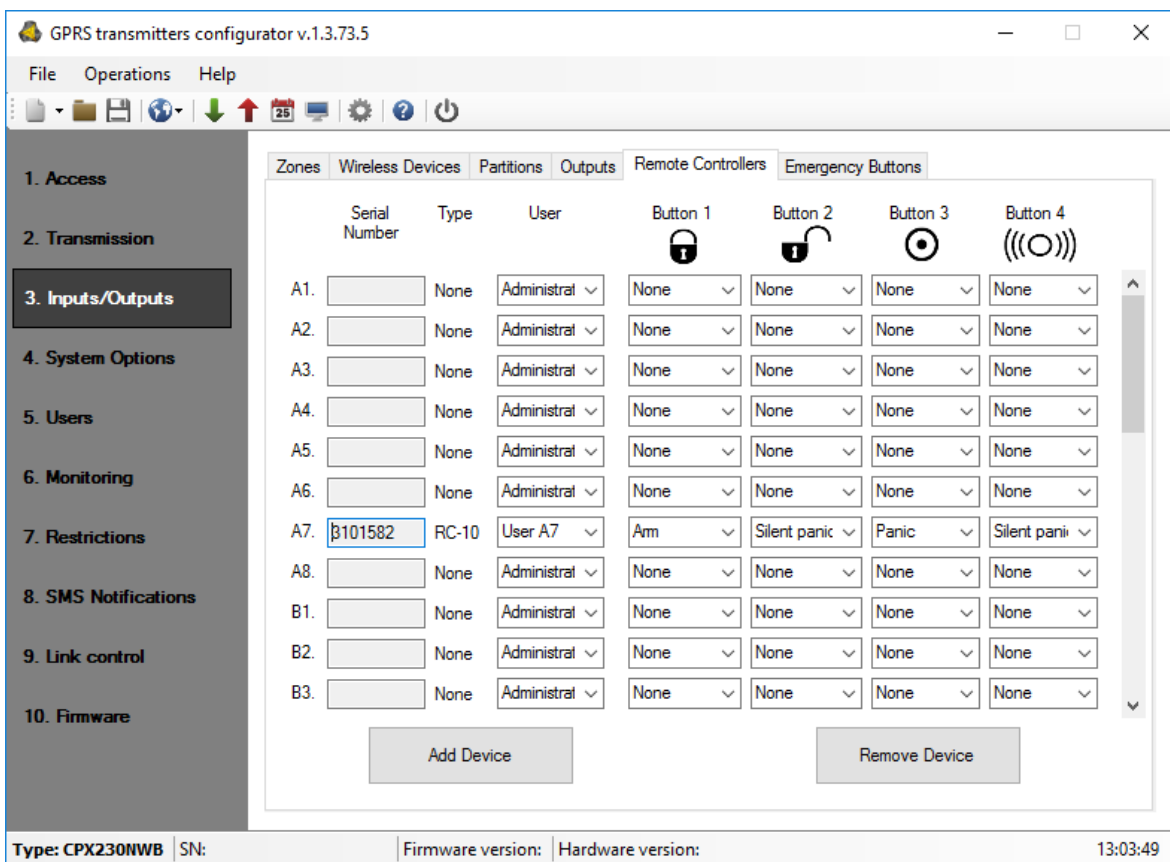 GPRS transmitters configurator v.1.3.73.5
File Operations Help
25
1. Access
2. Transmission
3. Inputs/Outputs
4. System Options
5. Users
6. Monitoring
7. Restrictions
8. SMS Notifications
9. Link control
10. Firmware
Zones Wireless Devices Partitions Outputs Remote Controllers Emergency Buttons
Serial Number Type User Button 1 Button 2 Button 3 Button 4
A1. None Administrat None None None None
A2. None Administrat None None None None
A3. None Administrat None None None None
A4. None Administrat None None None None
A5. None Administrat None None None None
A6. None Administrat None None None None
A7. 3101582 RC-10 User A7 Arm Silent panic Panic Silent pani
A8. None Administrat None None None None
B1. None Administrat None None None None
B2. None Administrat None None None None
B3. None Administrat None None None None
Add Device Remove Device
Type: CPX230NWB SN: Firmware version: Hardware version: 13:03:49